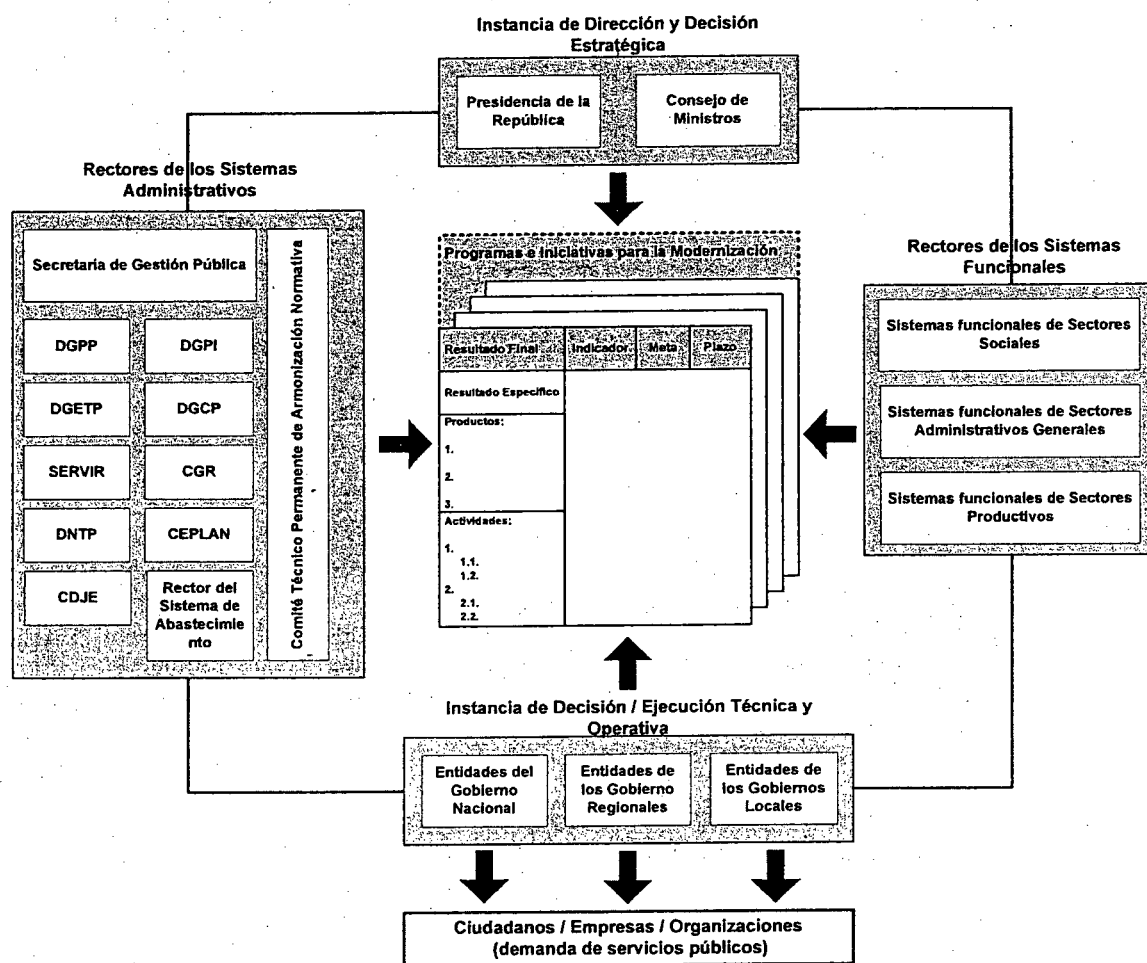 Instancia de Dirección y Decisión
Estratégica
Presidencia de la
República
Consejo de
Ministros
Rectores de los Sistemas
Administrativos
Secretaría de Gestión Pública
DGPP
DGPI
DGETP
DGCP
SERVIR
CGR
DNTP
CEPLAN
CDJE
Rector del
Sistema de
Abastecimie
nto
Comité Técnico Permanente de Armonización Normativa
Programas e Iniciativas para la Modernización
Resultado Final
Indicador
Meta
Plazo
Resultado Específico
Productos:
1.
2.
3.
Actividades:
1.
1.1.
1.2.
2.
2.1.
2.2.
Rectores de los Sistemas
Funcionales
Sistemas funcionales de Sectores
Sociales
Sistemas funcionales de Sectores
Administrativos Generales
Sistemas funcionales de Sectores
Productivos
Instancia de Decisión / Ejecución Técnica y
Operativa
Entidades del
Gobierno
Nacional
Entidades de
los Gobierno
Regionales
Entidades de
los Gobiernos
Locales
Ciudadanos / Empresas / Organizaciones
(demanda de servicios públicos)